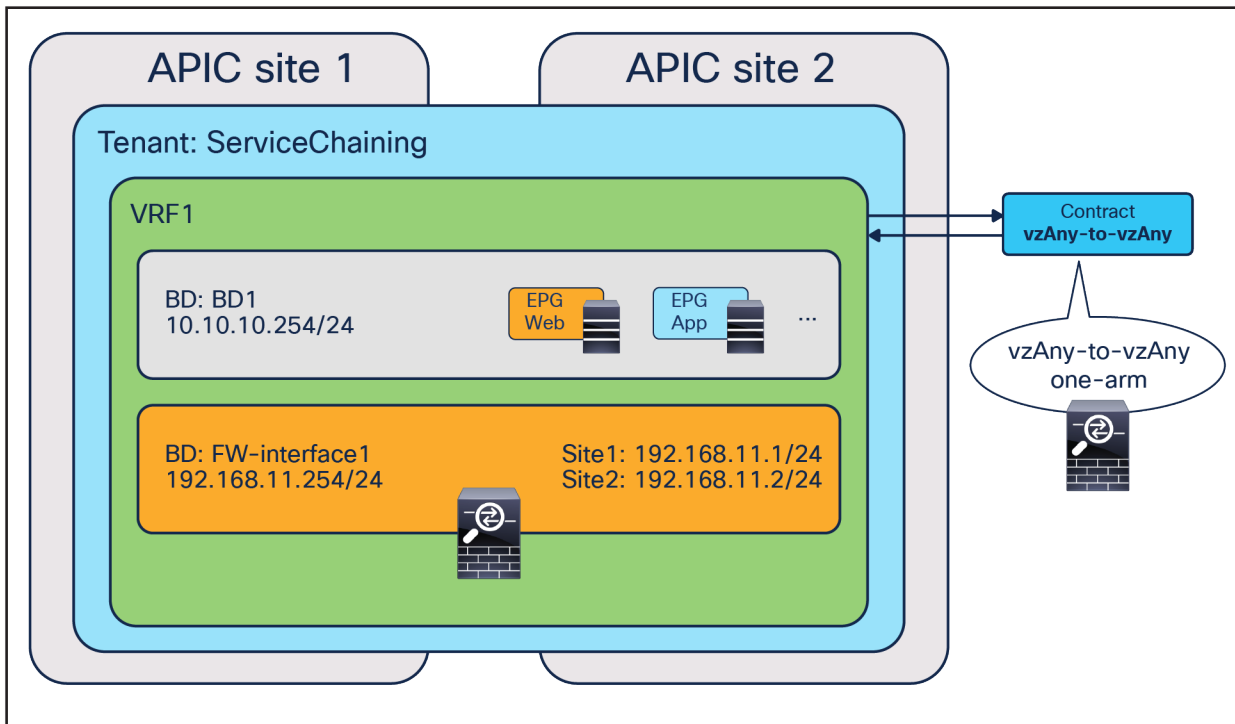 APIC site 1
APIC site 2
Tenant: ServiceChaining
VRF1
Contract
vzAny-to-vzAny
BD: BD1
10.10.10.254/24
EPG
Web
EPG
App
...
vzAny-to-vzAny
one-arm
BD: FW-interface1
192.168.11.254/24
Site1: 192.168.11.1/24
Site2: 192.168.11.2/24